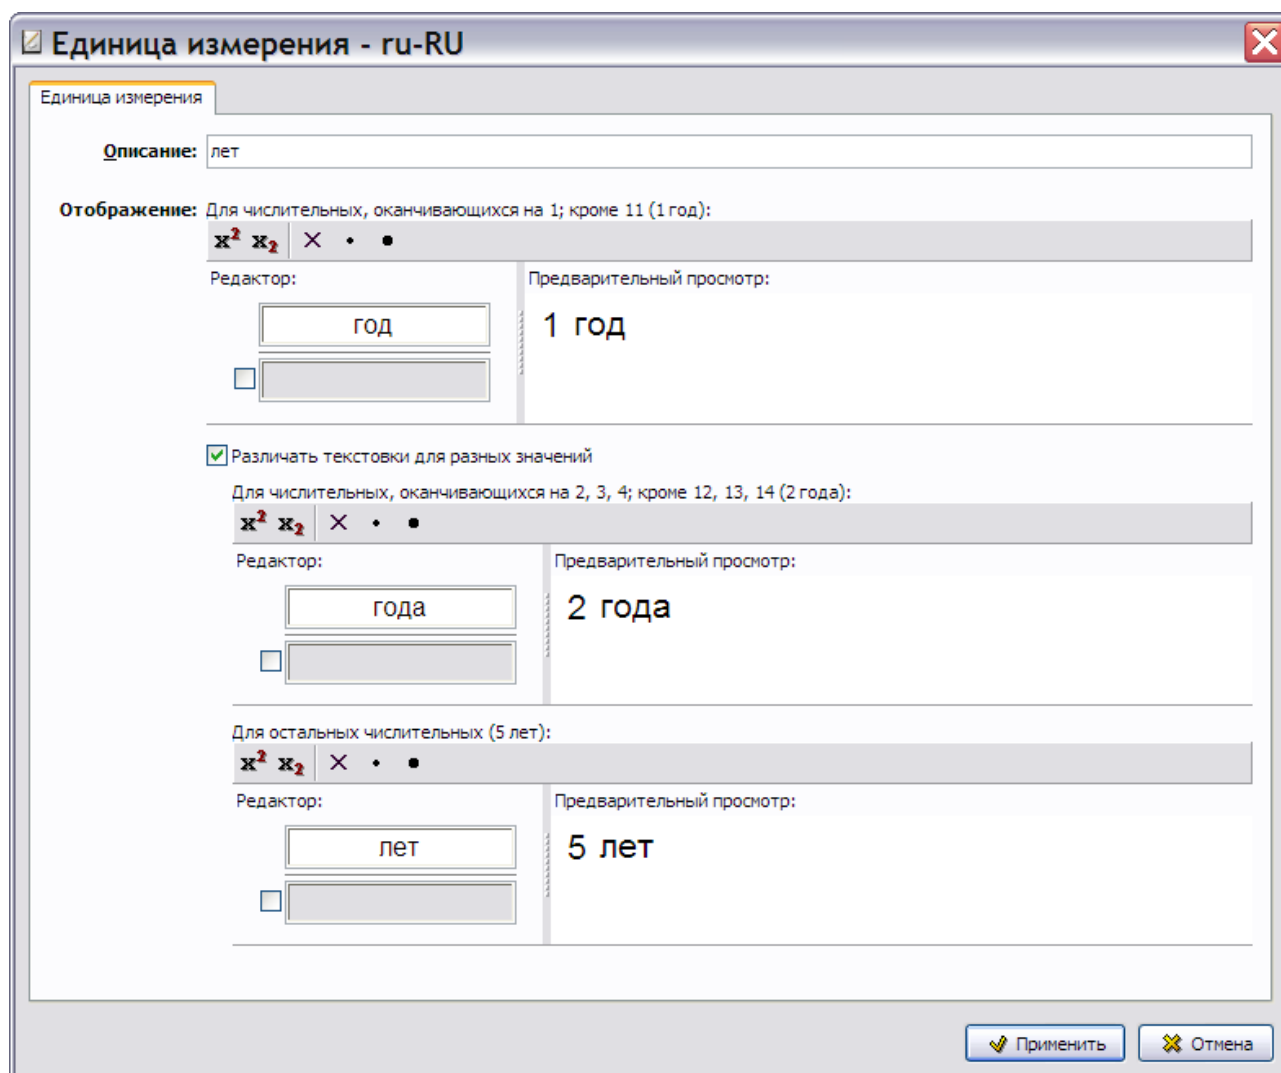 Единица измерения - ru-RU
Единица измерения
Описание: лет
Отображение: Для числительных, оканчивающихся на 1; кроме 11 (1 год):
x² x₂ × · •
Редактор: Предварительный просмотр:
год 1 год
Различать текстовки для разных значений
Для числительных, оканчивающихся на 2, 3, 4; кроме 12, 13, 14 (2 года):
x² x₂ × · •
Редактор: Предварительный просмотр:
года 2 года
Для остальных числительных (5 лет):
x² x₂ × · •
Редактор: Предварительный просмотр:
лет 5 лет
Применить Отмена